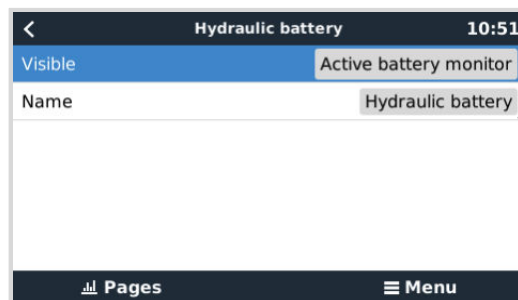 Hydraulic battery 10:51
Visible Active battery monitor
Name Hydraulic battery
Pages Menu